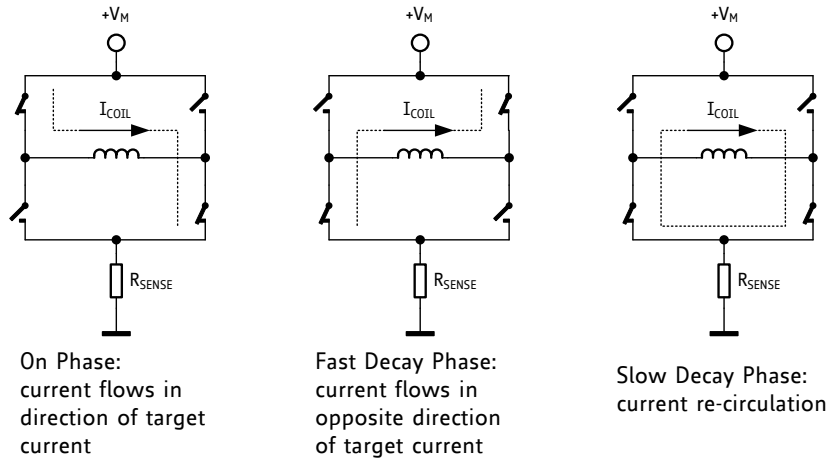 +VM
+VM
+VM
ICOIL
ICOIL
ICOIL
RSENSE
RSENSE
RSENSE
On Phase:
current flows in
direction of target
current
Fast Decay Phase:
current flows in
opposite direction
of target current
Slow Decay Phase:
current re-circulation